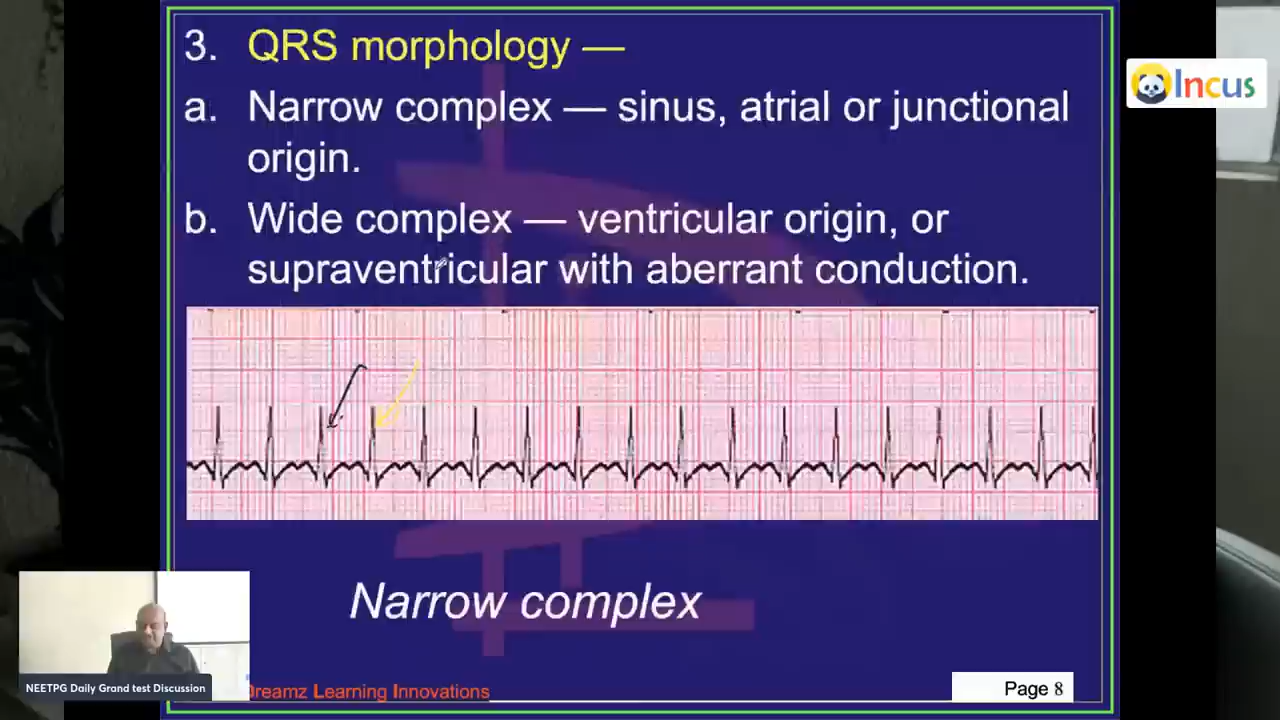 3. QRS morphology —
a. Narrow complex — sinus, atrial or junctional
origin.
b. Wide complex — ventricular origin, or
supraventricular with aberrant conduction.
Incus
Narrow complex
NEETPG Daily Grand test Discussion
Dreamz Learning Innovations
Page 8